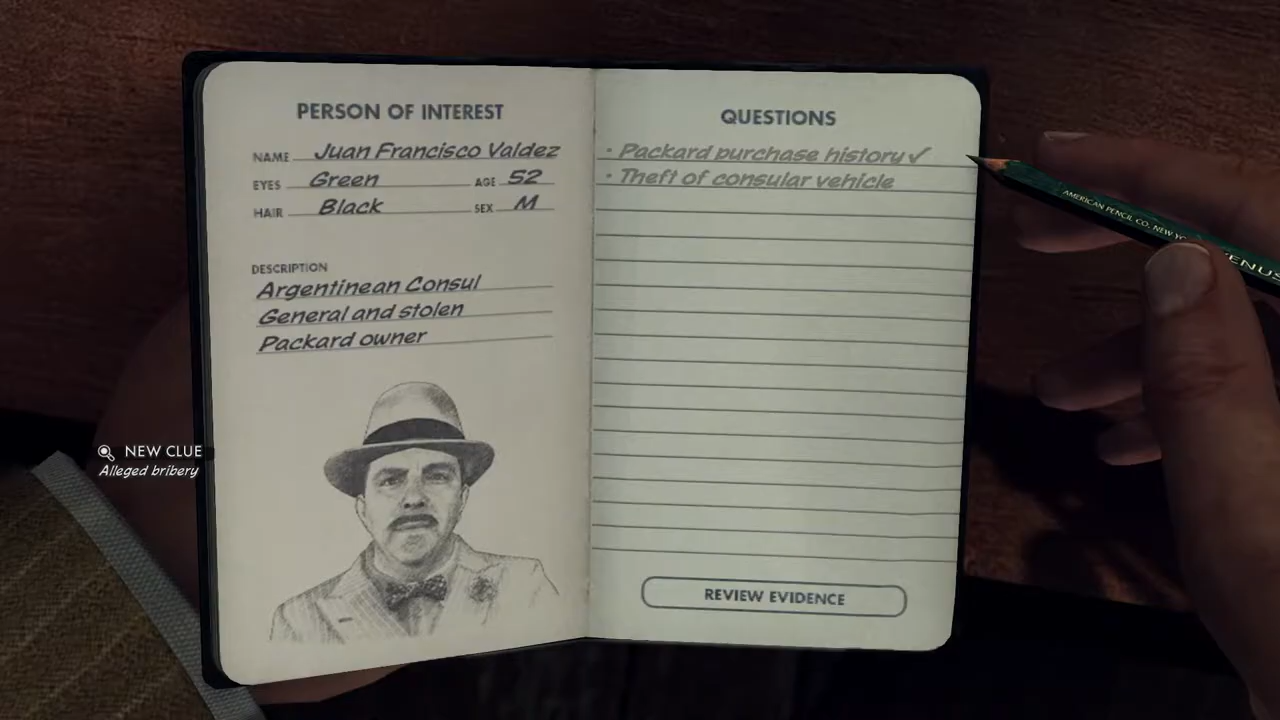 PERSON OF INTEREST
NAME Juan Francisco Valdez
EYES Green AGE 52
HAIR Black SEX M
DESCRIPTION
Argentinean Consul
General and stolen
Packard owner
QUESTIONS
· Packard purchase history ✓
· Theft of consular vehicle
REVIEW EVIDENCE
NEW CLUE
Alleged bribery
AMERICAN PENCIL CO. NEW YO
ENUS